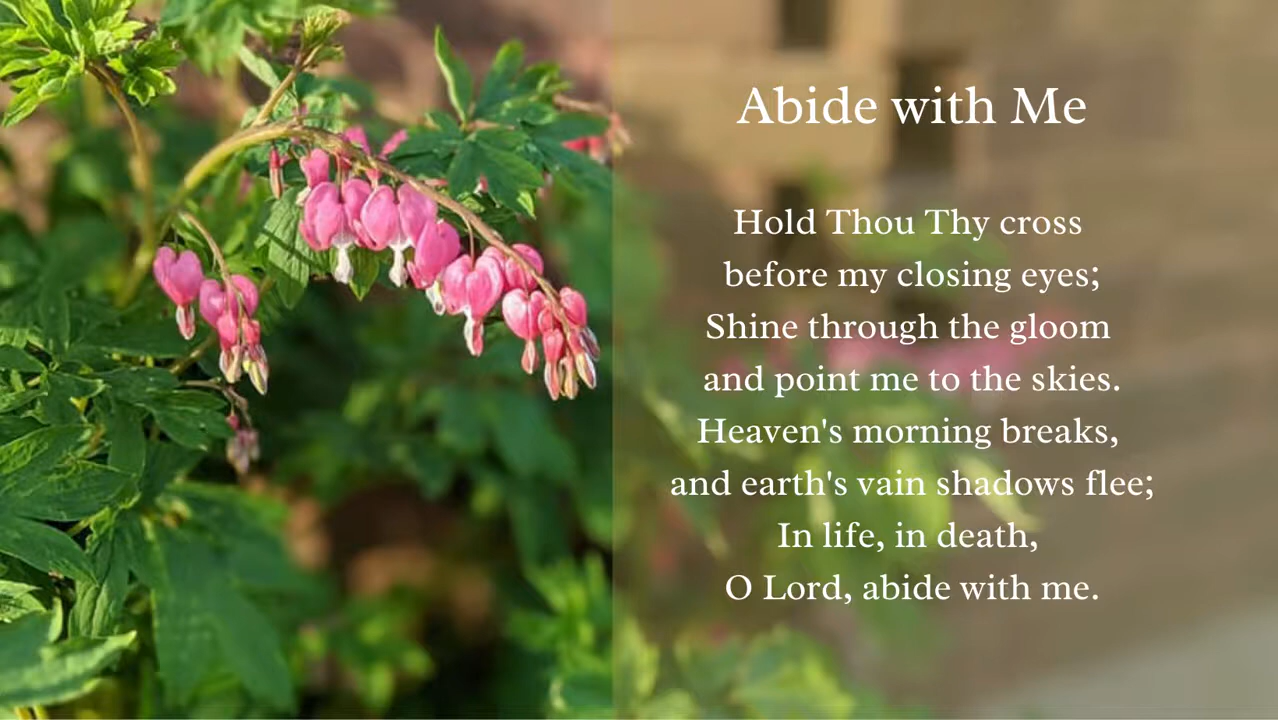 Abide with Me
Hold Thou Thy cross
before my closing eyes;
Shine through the gloom
and point me to the skies.
Heaven's morning breaks,
and earth's vain shadows flee;
In life, in death,
O Lord, abide with me.